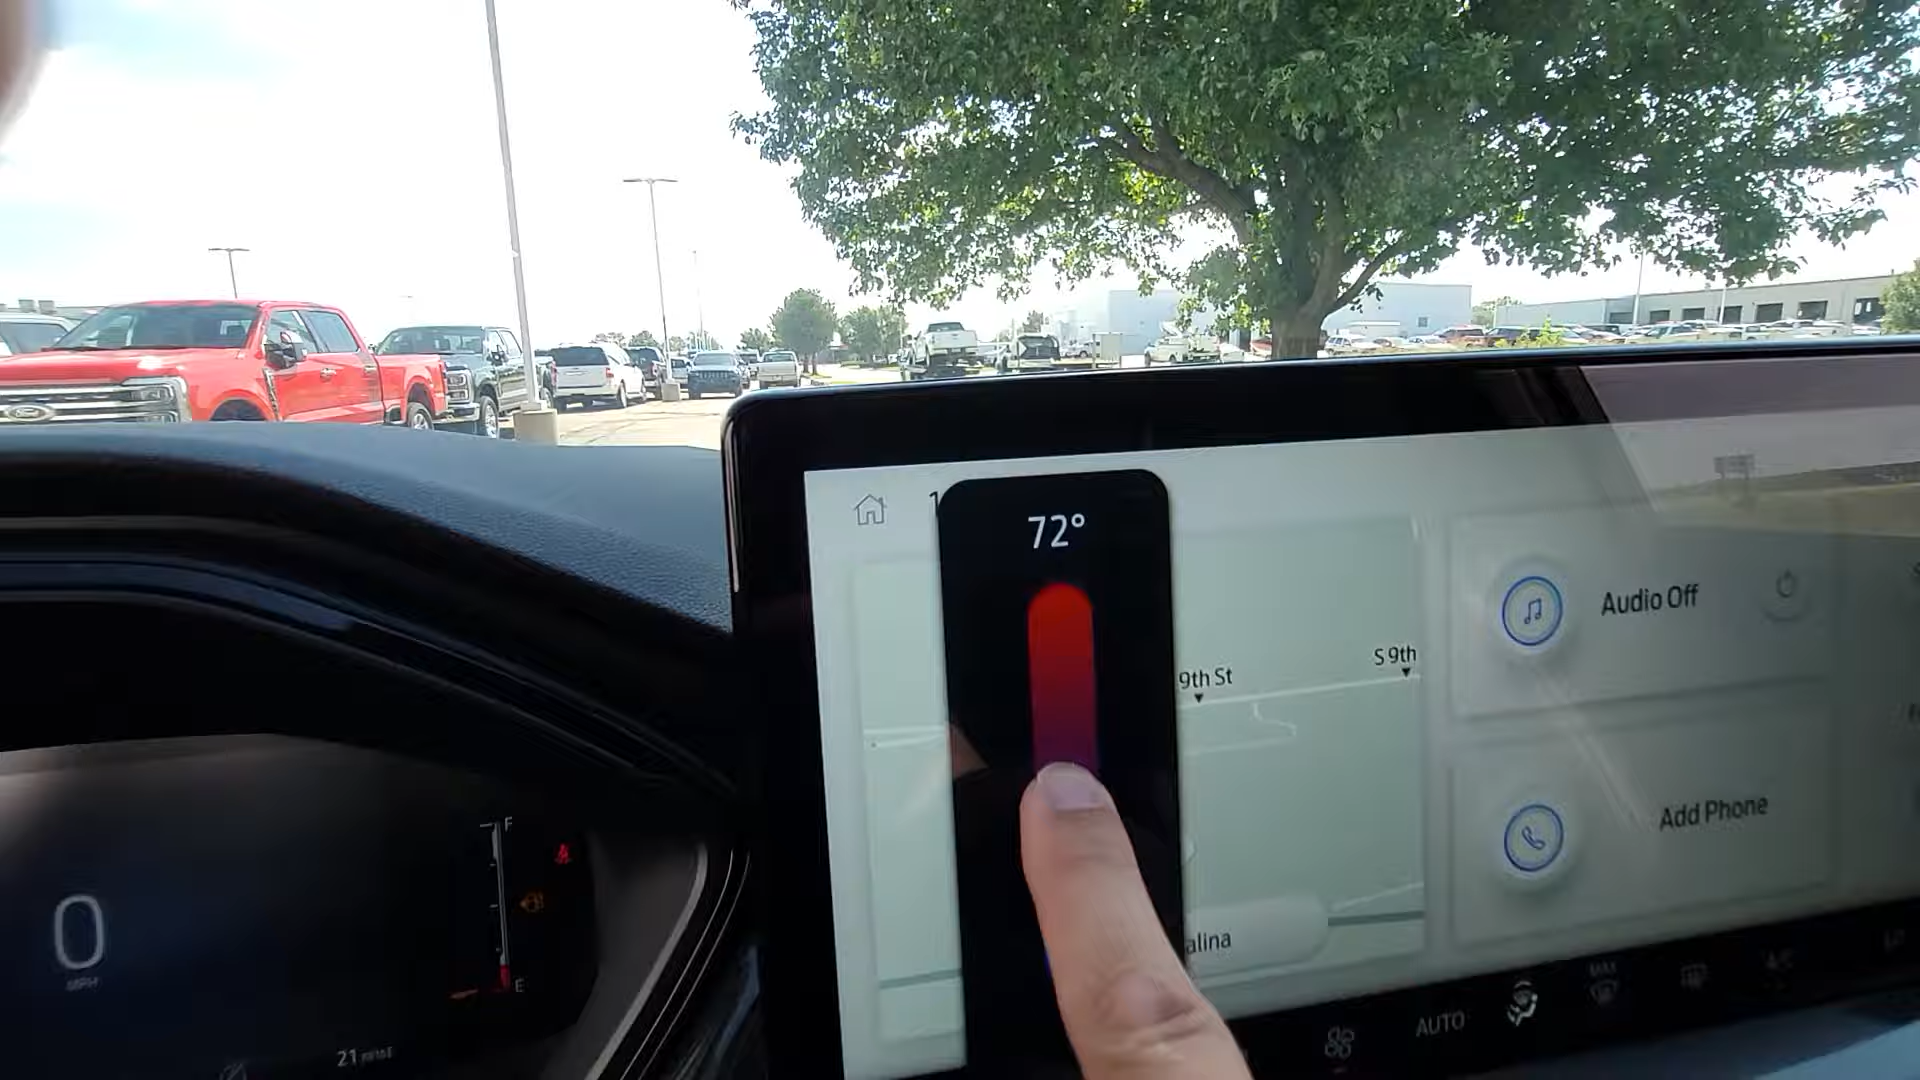 72°
9th St
S 9th
Audio Off
Add Phone
alina
F
E
0
MPH
21
AUTO
MAX
A/C